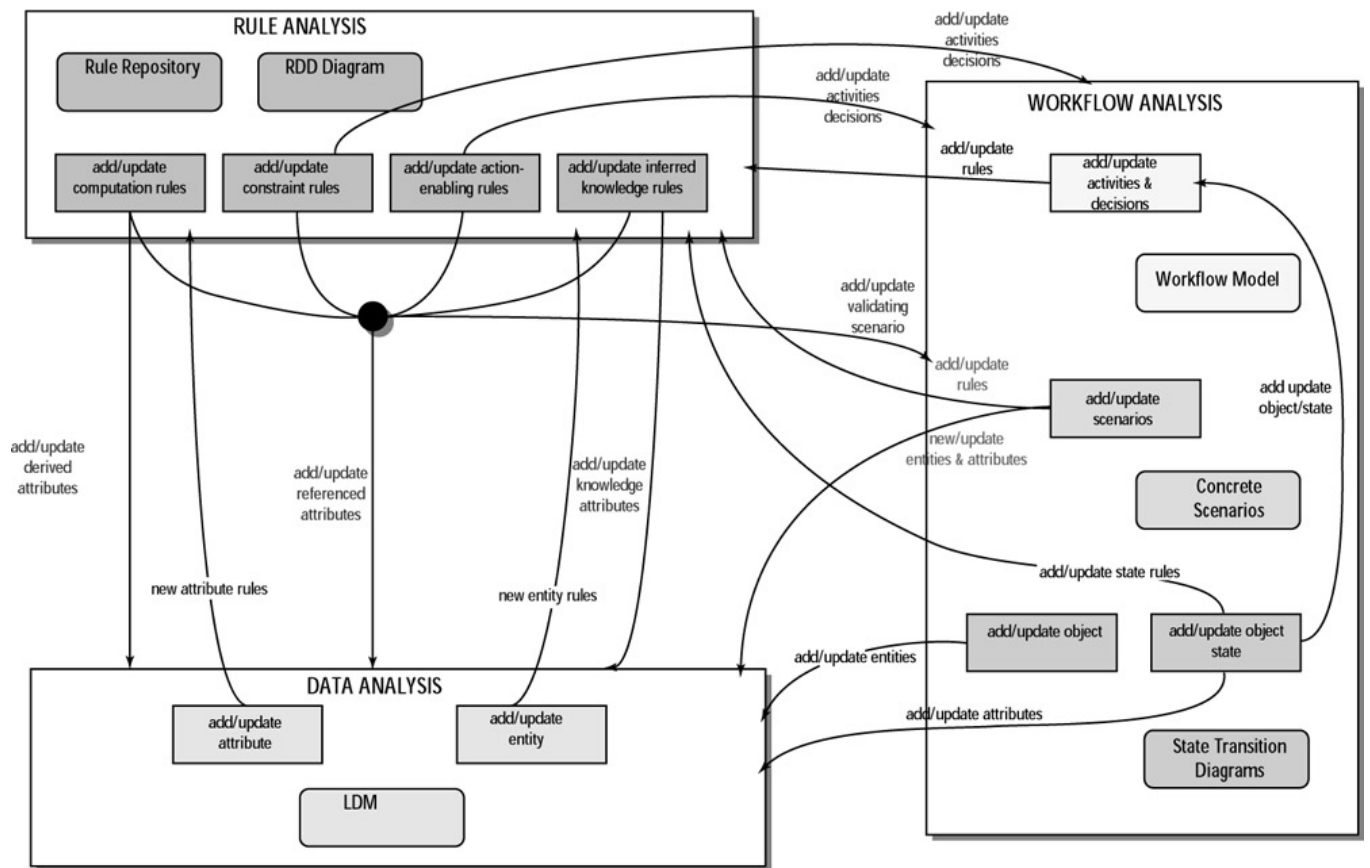 RULE ANALYSIS
Rule Repository
RDD Diagram
add/update
computation rules
add/update
constraint rules
add/update action-
enabling rules
add/update inferred
knowledge rules
add/update
activities
decisions
add/update
activities
decisions
WORKFLOW ANALYSIS
add/update
rules
add/update
activities &
decisions
Workflow Model
add/update
validating
scenario
add/update
rules
add/update
scenarios
add update
object/state
new/update
entities & attributes
Concrete
Scenarios
add/update
derived
attributes
add/update
referenced
attributes
add/update
knowledge
attributes
new attribute rules
new entity rules
add/update state rules
add/update object
add/update object
state
add/update entities
add/update attributes
State Transition
Diagrams
DATA ANALYSIS
add/update
attribute
add/update
entity
LDM